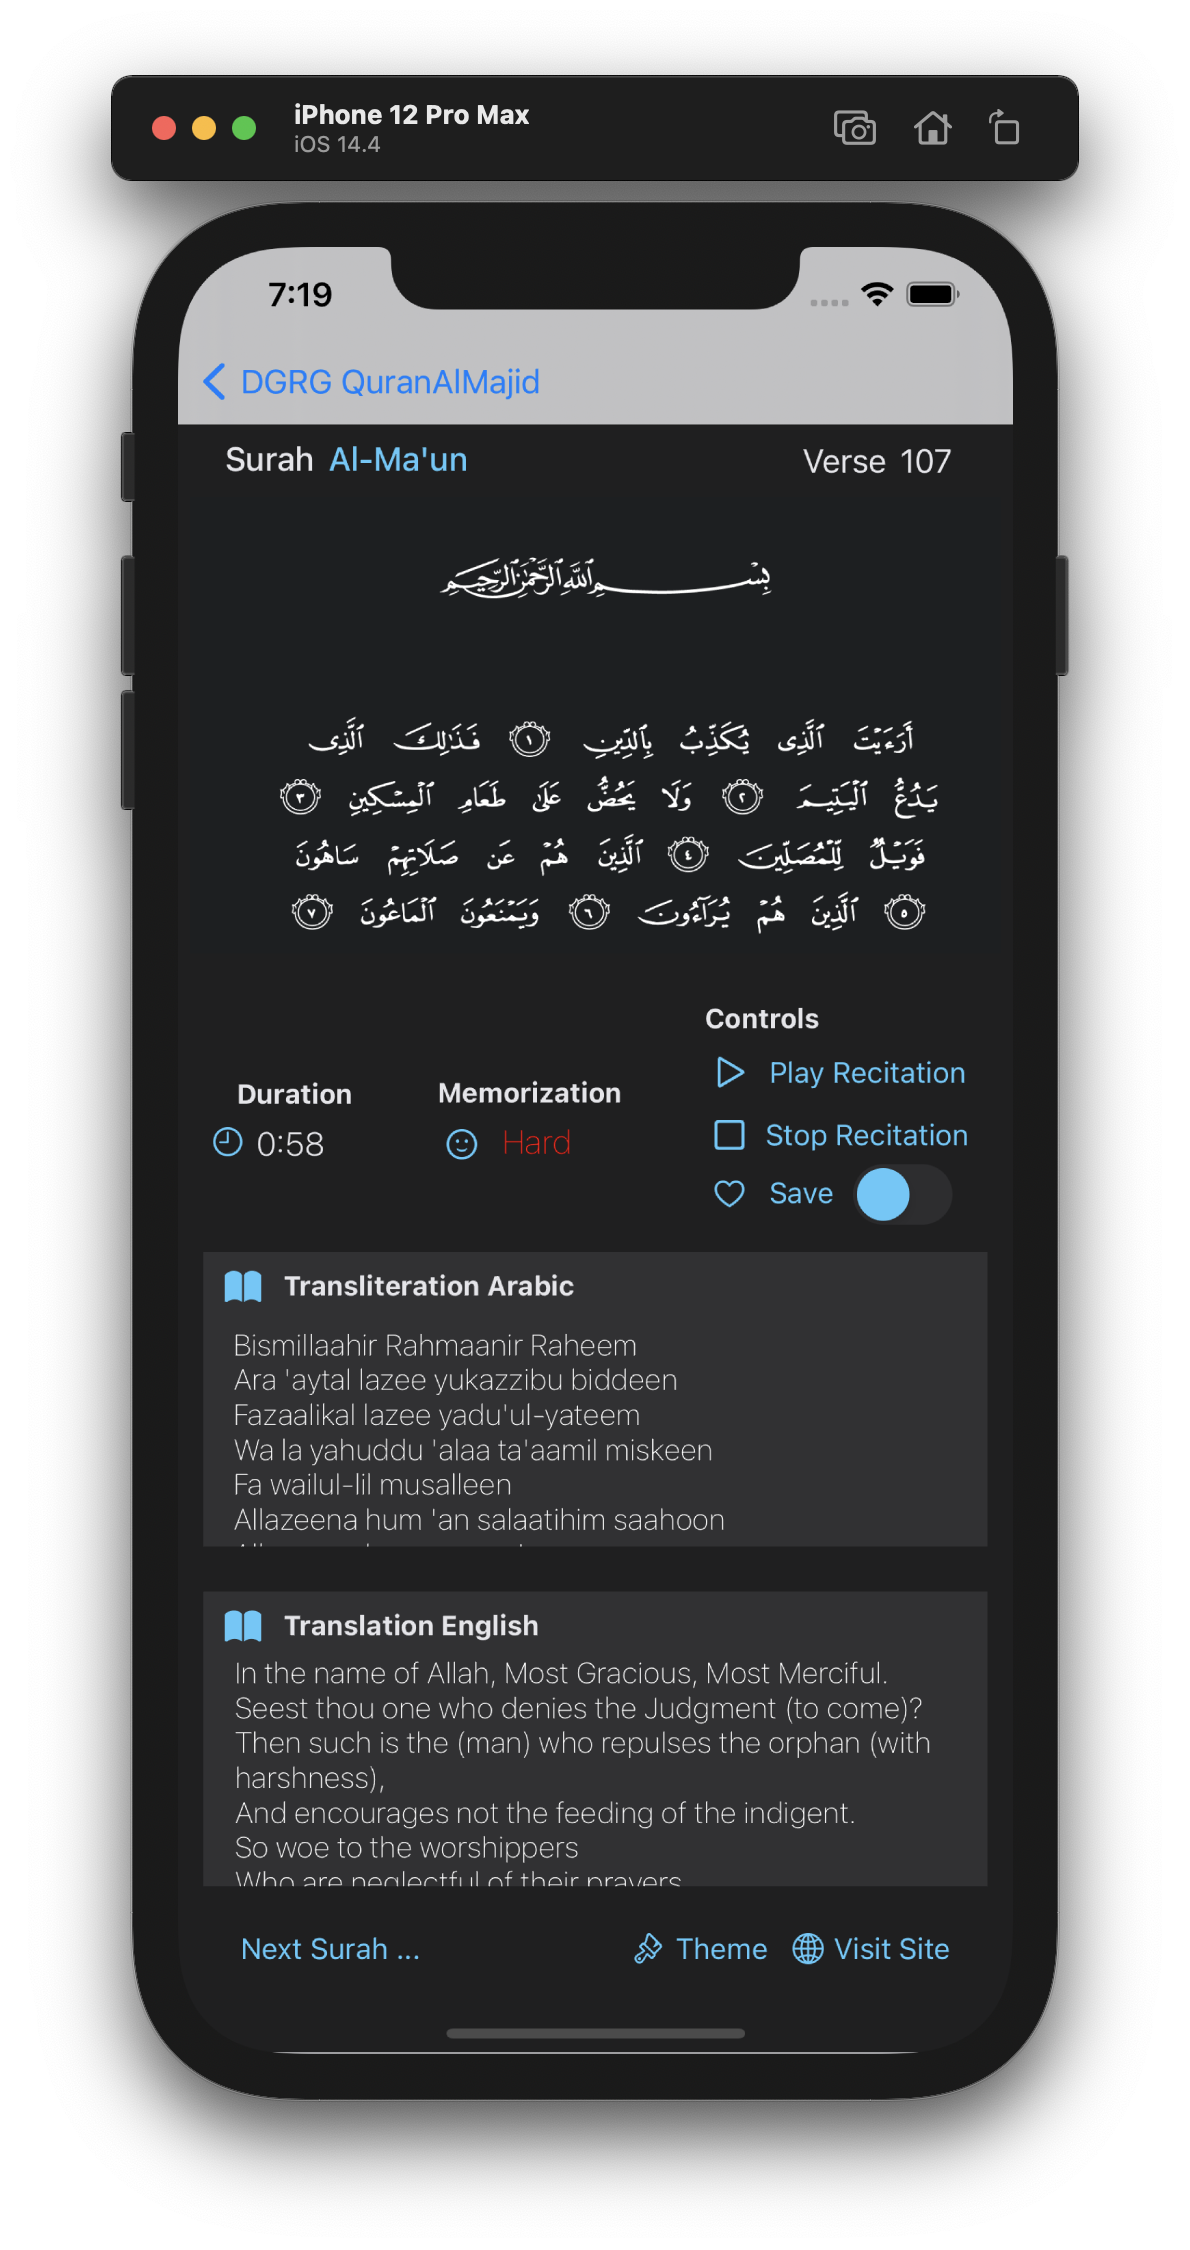 iPhone 12 Pro Max
iOS 14.4
7:19
DGRG QuranAlMajid
Surah Al-Ma'un
Verse 107
بِسْمِ اللَّهِ الرَّحْمَٰنِ الرَّحِيمِ
أَرَءَيْتَ ٱلَّذِى يُكَذِّبُ بِٱلدِّينِ ١ فَذَٰلِكَ ٱلَّذِى
يَدُعُّ ٱلْيَتِيمَ ٢ وَلَا يَحُضُّ عَلَىٰ طَعَامِ ٱلْمِسْكِينِ ٣
فَوَيْلٌ لِّلْمُصَلِّينَ ٤ ٱلَّذِينَ هُمْ عَن صَلَاتِهِمْ سَاهُونَ
٥ ٱلَّذِينَ هُمْ يُرَآءُونَ ٦ وَيَمْنَعُونَ ٱلْمَاعُونَ ٧
Controls
Play Recitation
Duration
Memorization
0:58
Hard
Stop Recitation
Save
Transliteration Arabic
Bismillaahir Rahmaanir Raheem
Ara 'aytal lazee yukazzibu biddeen
Fazaalikal lazee yadu'ul-yateem
Wa la yahuddu 'alaa ta'aamil miskeen
Fa wailul-lil musalleen
Allazeena hum 'an salaatihim saahoon
Translation English
In the name of Allah, Most Gracious, Most Merciful.
Seest thou one who denies the Judgment (to come)?
Then such is the (man) who repulses the orphan (with
harshness),
And encourages not the feeding of the indigent.
So woe to the worshippers
Who are neglectful of their prayers
Next Surah ...
Theme
Visit Site